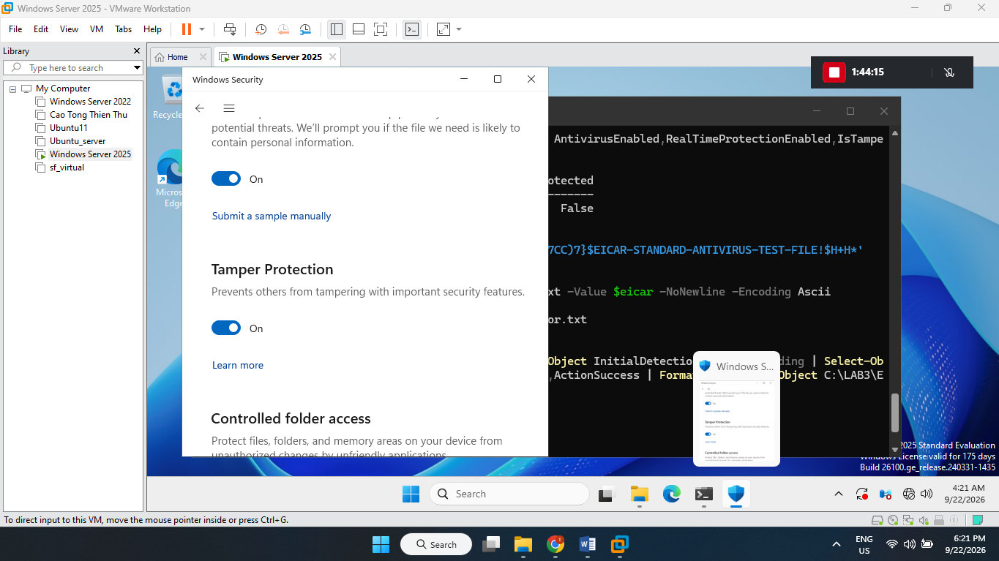 Windows Server 2025 - VMware Workstation
File Edit View VM Tabs Help
Library
Type here to search
My Computer
Windows Server 2022
Cao Tong Thien Thu
Ubuntu11
Ubuntu_server
Windows Server 2025
sf_virtual
Home
Windows Server 2025
1:44:15
Recycle
Micros
Edge
Windows Security
potential threats. We'll prompt you if the file we need is likely to
contain personal information.
On
Submit a sample manually
Tamper Protection
Prevents others from tampering with important security features.
On
Learn more
Controlled folder access
Protect files, folders, and memory areas on your device from
unauthorized changes by unfriendly applications.
AntivirusEnabled,RealTimeProtectionEnabled,IsTampe
otected
-------
False
7CC)7}$EICAR-STANDARD-ANTIVIRUS-TEST-FILE!$H+H*'
xt -Value $eicar -NoNewline -Encoding Ascii
or.txt
Object InitialDetectio ding | Select-Ob
,ActionSuccess | Forma Object C:\LAB3\E
Windows S...
Tamper Protection
Controlled folder access
2025 Standard Evaluation
Windows License valid for 175 days
Build 26100.ge_release.240331-1435
Search
4:21 AM
9/22/2026
To direct input to this VM, move the mouse pointer inside or press Ctrl+G.
Search
ENG
US
6:21 PM
9/22/2026